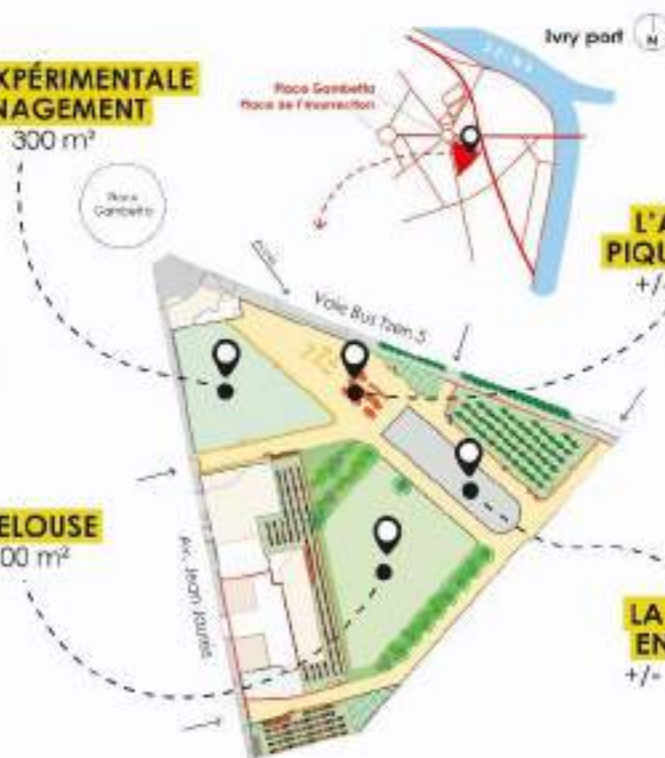 Ivry port
N
SEINE
Place Gambetta
Place de l'Insurrection
XPÉRIMENTALE
NAGEMENT
300 m²
Place
Gambetta
L'A
PIQU
+/-
Voie Bus Tzen 5
ELOUSE
00 m²
Av. Jean Jaurès
LA
EN
+/-